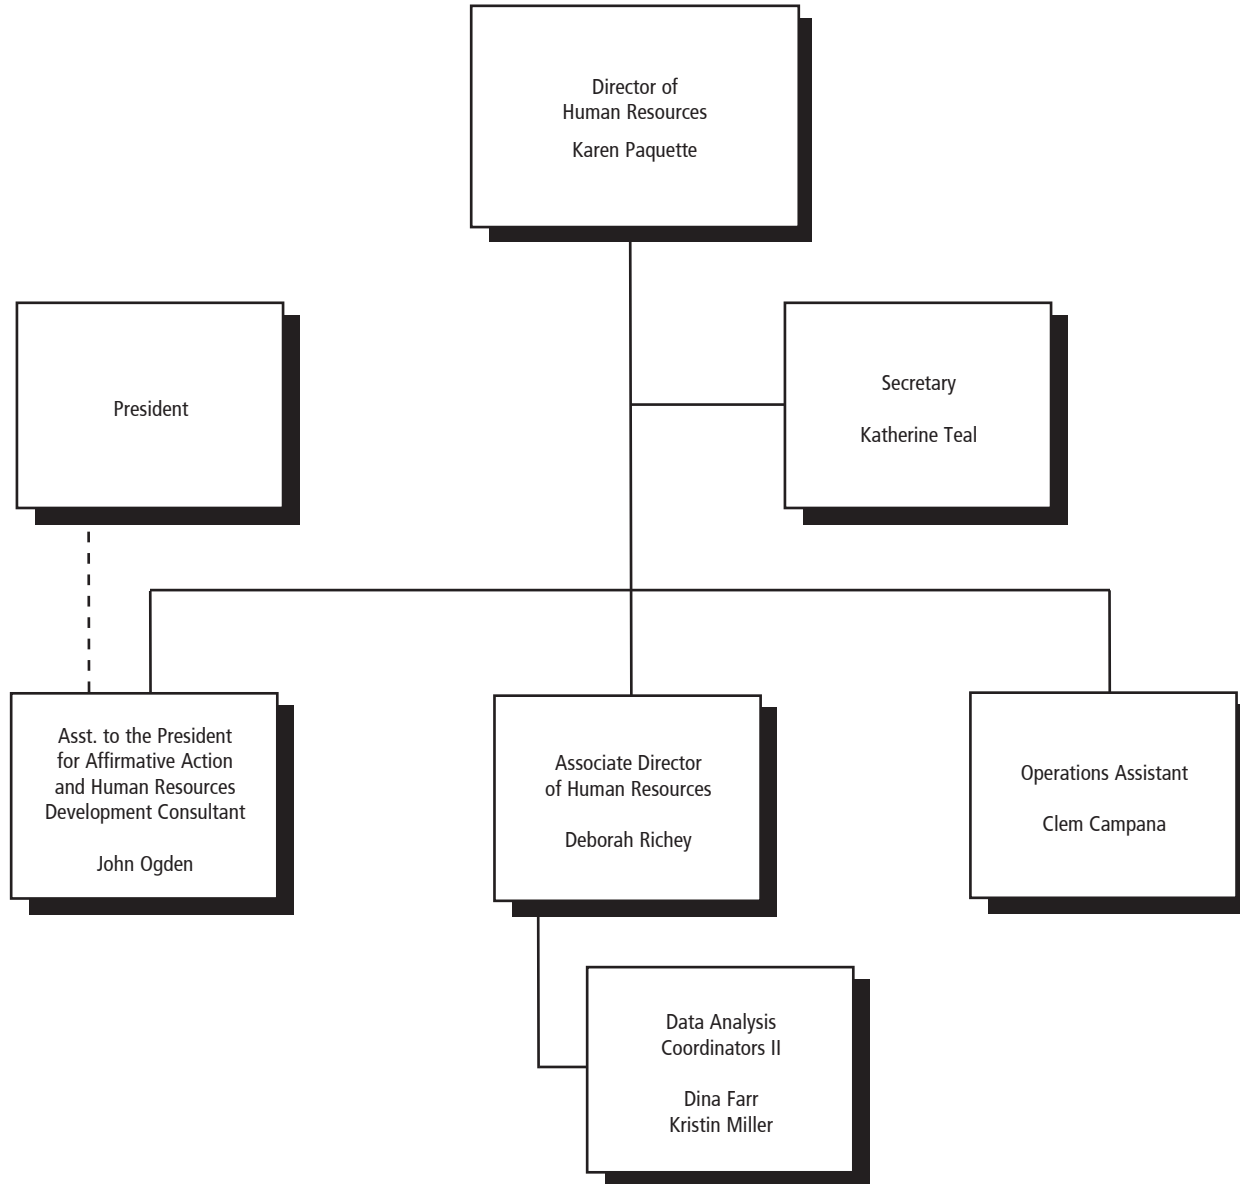 Director of
Human Resources
Karen Paquette
President
Secretary
Katherine Teal
Asst. to the President
for Affirmative Action
and Human Resources
Development Consultant
John Ogden
Associate Director
of Human Resources
Deborah Richey
Operations Assistant
Clem Campana
Data Analysis
Coordinators II
Dina Farr
Kristin Miller